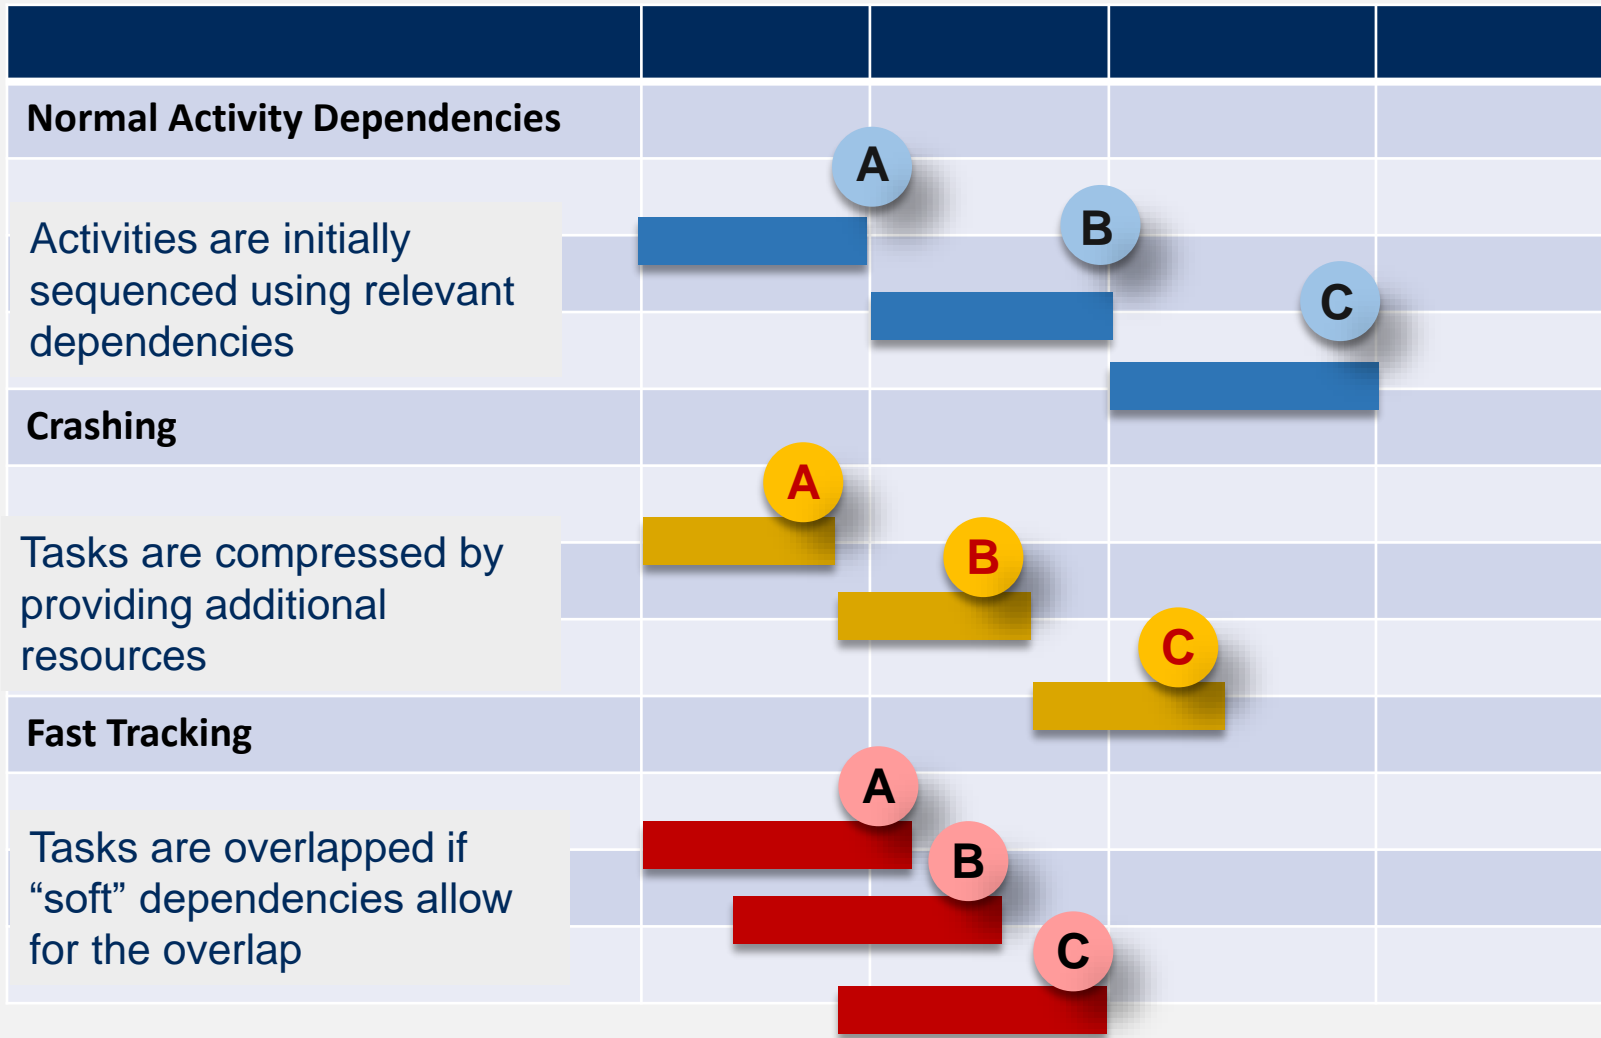 Normal Activity Dependencies
A
Activities are initially
sequenced using relevant
dependencies
B
C
Crashing
A
Tasks are compressed by
providing additional
resources
B
C
Fast Tracking
A
Tasks are overlapped if
“soft” dependencies allow
for the overlap
B
C